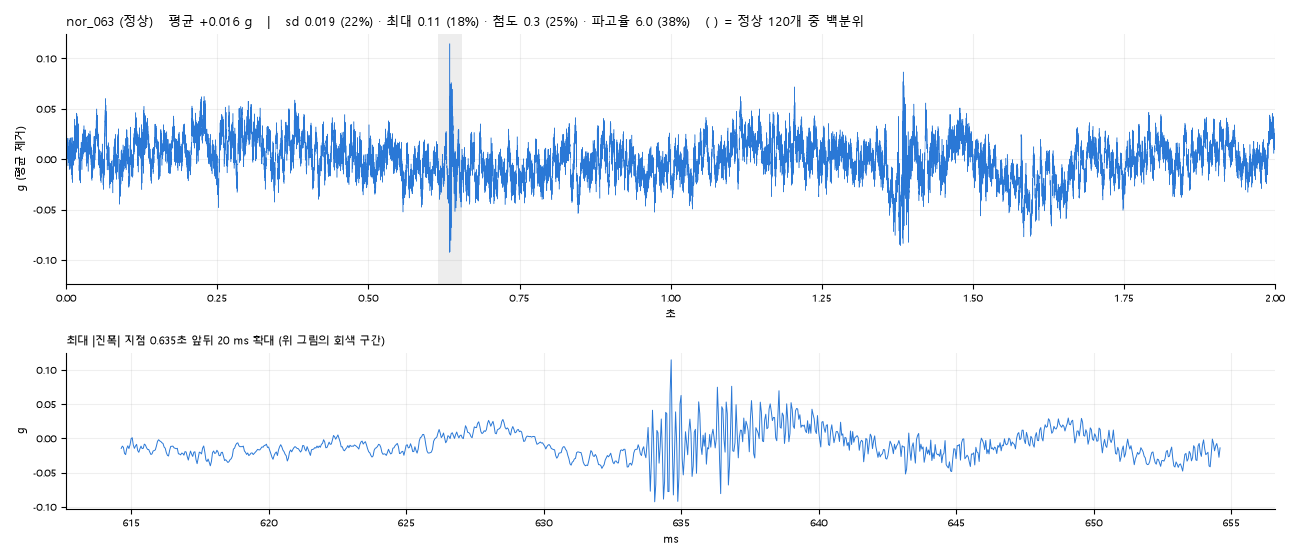 nor_063 (정상) 평균 +0.016 g | sd 0.019 (22%) · 최대 0.11 (18%) · 첨도 0.3 (25%) · 파고율 6.0 (38%) ( ) = 정상 120개 중 백분위
g (평균 제거)
0.10
0.05
0.00
-0.05
-0.10
0.00 0.25 0.50 0.75 1.00 1.25 1.50 1.75 2.00
초
최대 |진폭| 지점 0.635초 앞뒤 20 ms 확대 (위 그림의 회색 구간)
g
0.10
0.05
0.00
-0.05
-0.10
615 620 625 630 635 640 645 650 655
ms